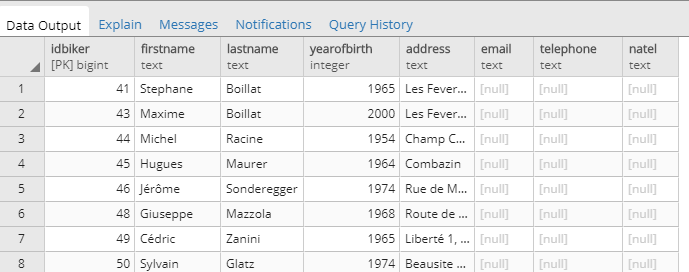 Data Output Explain Messages Notifications Query History
idbiker firstname lastname yearofbirth address email telephone natel
[PK] bigint text text integer text text text text
1 41 Stephane Boillat 1965 Les Fever... [null] [null] [null]
2 43 Maxime Boillat 2000 Les Fever... [null] [null] [null]
3 44 Michel Racine 1954 Champ C... [null] [null] [null]
4 45 Hugues Maurer 1964 Combazin [null] [null] [null]
5 46 Jérôme Sonderegger 1974 Rue de M... [null] [null] [null]
6 48 Giuseppe Mazzola 1968 Route de ... [null] [null] [null]
7 49 Cédric Zanini 1965 Liberté 1, ... [null] [null] [null]
8 50 Sylvain Glatz 1974 Beausite ... [null] [null] [null]